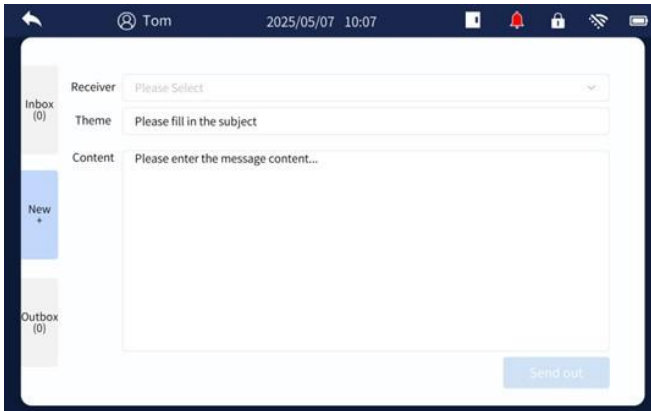 Tom 2025/05/07 10:07
Inbox
(0)
Receiver Please Select
Theme Please fill in the subject
Content Please enter the message content...
New
+
Outbox
(0)
Send out